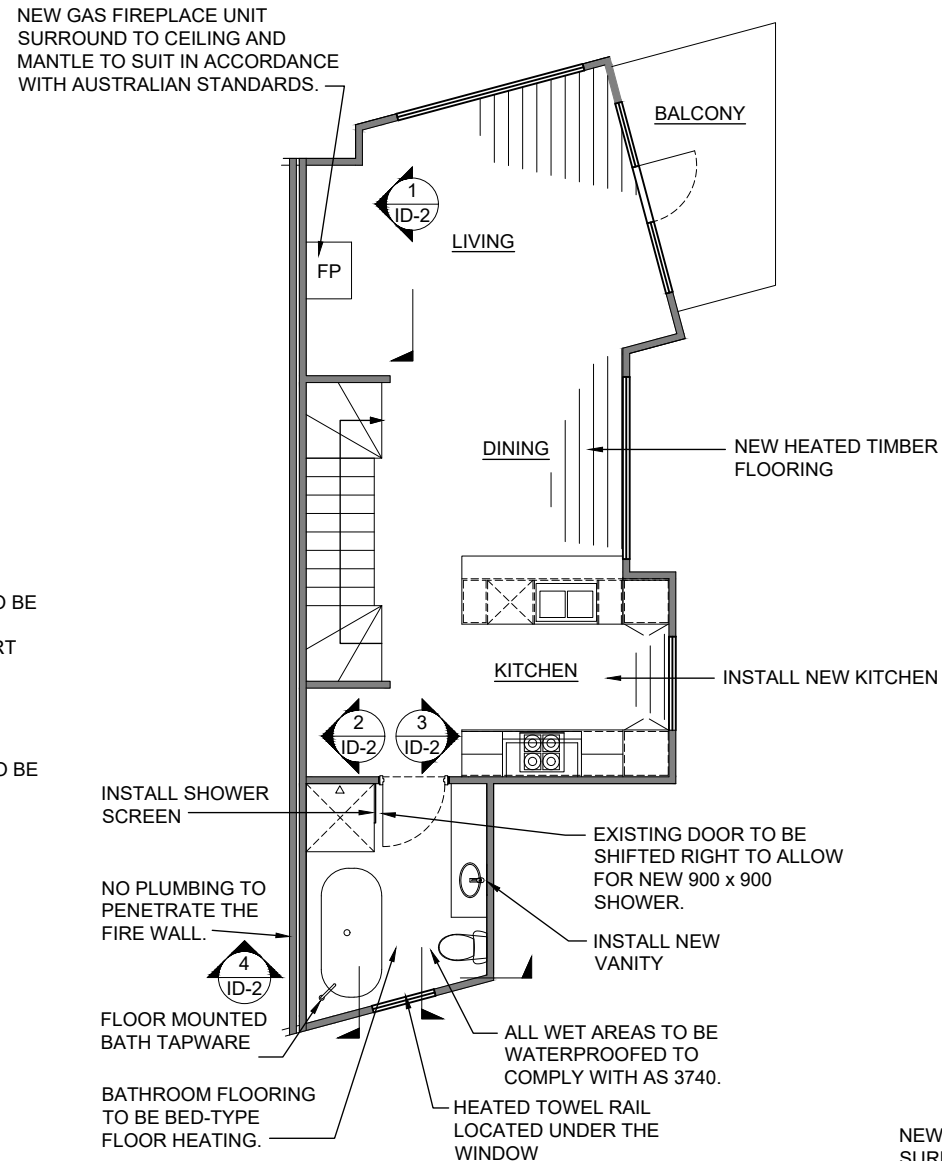 NEW GAS FIREPLACE UNIT
SURROUND TO CEILING AND
MANTLE TO SUIT IN ACCORDANCE
WITH AUSTRALIAN STANDARDS.
BALCONY
1
ID-2
LIVING
FP
DINING
NEW HEATED TIMBER
FLOORING
O BE
RT
KITCHEN
INSTALL NEW KITCHEN
2
ID-2
3
ID-2
O BE
INSTALL SHOWER
SCREEN
EXISTING DOOR TO BE
SHIFTED RIGHT TO ALLOW
FOR NEW 900 x 900
SHOWER.
NO PLUMBING TO
PENETRATE THE
FIRE WALL.
INSTALL NEW
VANITY
4
ID-2
FLOOR MOUNTED
BATH TAPWARE
ALL WET AREAS TO BE
WATERPROOFED TO
COMPLY WITH AS 3740.
BATHROOM FLOORING
TO BE BED-TYPE
FLOOR HEATING.
HEATED TOWEL RAIL
LOCATED UNDER THE
WINDOW
NEW